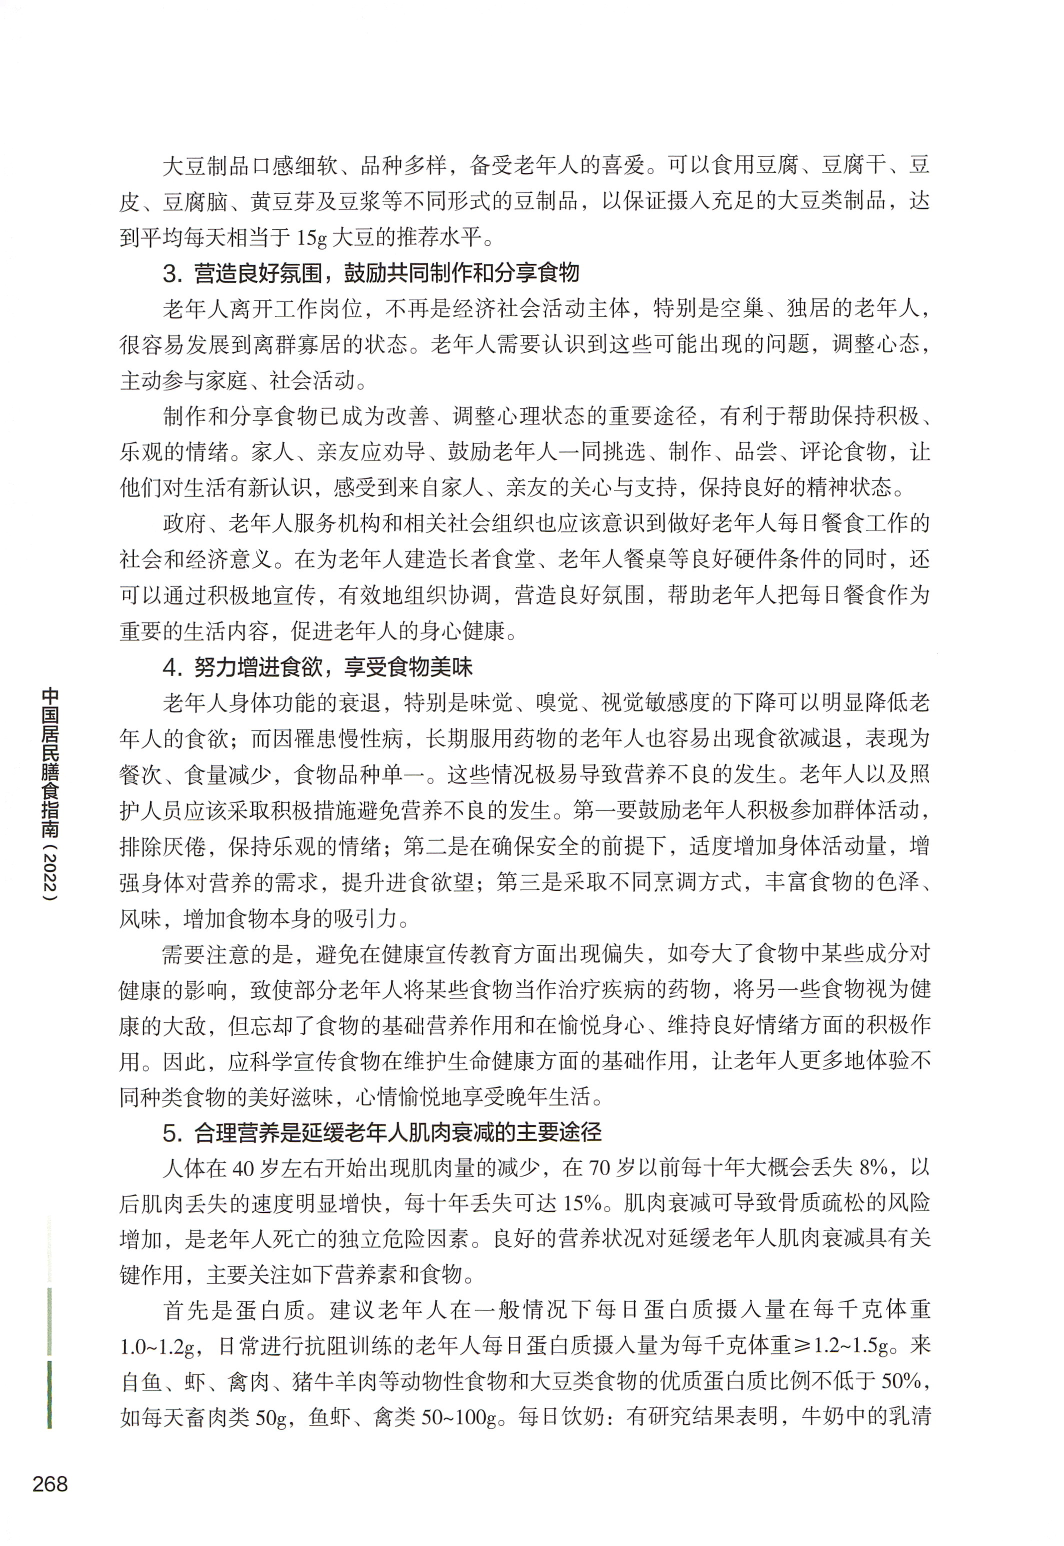 大豆制品口感细软、品种多样，备受老年人的喜爱。可以食用豆腐、豆腐干、豆
皮、豆腐脑、黄豆芽及豆浆等不同形式的豆制品，以保证摄入充足的大豆类制品，达
到平均每天相当于 15g 大豆的推荐水平。
3. 营造良好氛围，鼓励共同制作和分享食物
老年人离开工作岗位，不再是经济社会活动主体，特别是空巢、独居的老年人，
很容易发展到离群寡居的状态。老年人需要认识到这些可能出现的问题，调整心态，
主动参与家庭、社会活动。
制作和分享食物已成为改善、调整心理状态的重要途径，有利于帮助保持积极、
乐观的情绪。家人、亲友应劝导、鼓励老年人一同挑选、制作、品尝、评论食物，让
他们对生活有新认识，感受到来自家人、亲友的关心与支持，保持良好的精神状态。
政府、老年人服务机构和相关社会组织也应该意识到做好老年人每日餐食工作的
社会和经济意义。在为老年人建造长者食堂、老年人餐桌等良好硬件条件的同时，还
可以通过积极地宣传，有效地组织协调，营造良好氛围，帮助老年人把每日餐食作为
重要的生活内容，促进老年人的身心健康。
4. 努力增进食欲，享受食物美味
老年人身体功能的衰退，特别是味觉、嗅觉、视觉敏感度的下降可以明显降低老
年人的食欲；而因罹患慢性病，长期服用药物的老年人也容易出现食欲减退，表现为
餐次、食量减少，食物品种单一。这些情况极易导致营养不良的发生。老年人以及照
护人员应该采取积极措施避免营养不良的发生。第一要鼓励老年人积极参加群体活动，
排除厌倦，保持乐观的情绪；第二是在确保安全的前提下，适度增加身体活动量，增
强身体对营养的需求，提升进食欲望；第三是采取不同烹调方式，丰富食物的色泽、
风味，增加食物本身的吸引力。
需要注意的是，避免在健康宣传教育方面出现偏失，如夸大了食物中某些成分对
健康的影响，致使部分老年人将某些食物当作治疗疾病的药物，将另一些食物视为健
康的大敌，但忘却了食物的基础营养作用和在愉悦身心、维持良好情绪方面的积极作
用。因此，应科学宣传食物在维护生命健康方面的基础作用，让老年人更多地体验不
同种类食物的美好滋味，心情愉悦地享受晚年生活。
5. 合理营养是延缓老年人肌肉衰减的主要途径
人体在 40 岁左右开始出现肌肉量的减少，在 70 岁以前每十年大概会丢失 8%，以
后肌肉丢失的速度明显增快，每十年丢失可达 15%。肌肉衰减可导致骨质疏松的风险
增加，是老年人死亡的独立危险因素。良好的营养状况对延缓老年人肌肉衰减具有关
键作用，主要关注如下营养素和食物。
首先是蛋白质。建议老年人在一般情况下每日蛋白质摄入量在每千克体重
1.0~1.2g，日常进行抗阻训练的老年人每日蛋白质摄入量为每千克体重≥1.2~1.5g。来
自鱼、虾、禽肉、猪牛羊肉等动物性食物和大豆类食物的优质蛋白质比例不低于 50%，
如每天畜肉类 50g，鱼虾、禽类 50~100g。每日饮奶：有研究结果表明，牛奶中的乳清
中国居民膳食指南（2022）
268